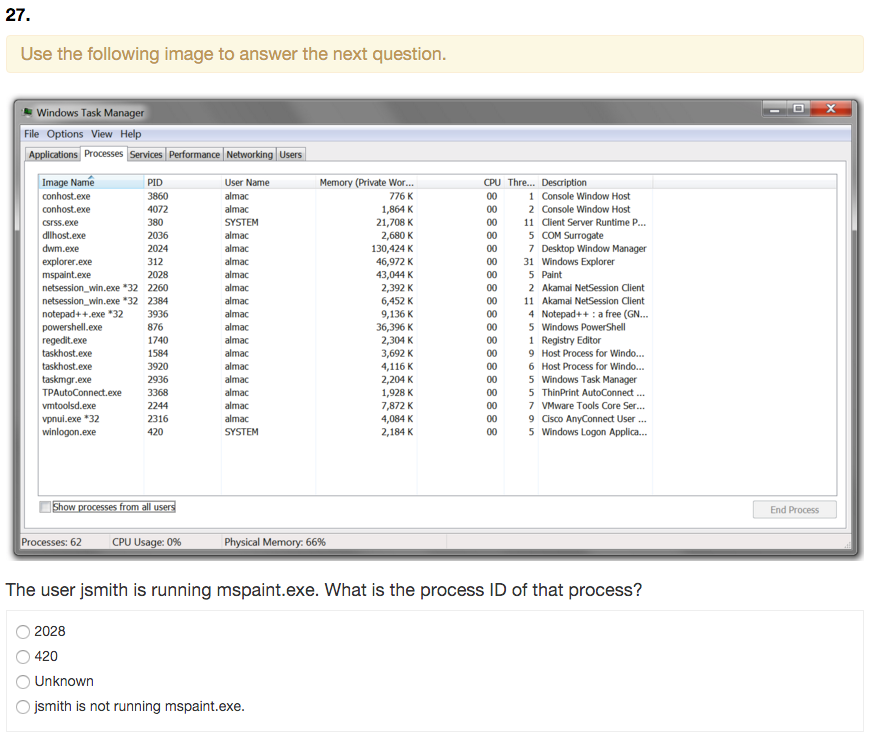 27.
Use the following image to answer the next question.
Windows Task Manager
File Options View Help
Applications Processes Services Performance Networking Users
Image Name PID User Name Memory (Private Wor... CPU Thre... Description
conhost.exe 3860 almac 776 K 00 1 Console Window Host
conhost.exe 4072 almac 1,864 K 00 2 Console Window Host
csrss.exe 380 SYSTEM 21,708 K 00 11 Client Server Runtime P...
dllhost.exe 2036 almac 2,680 K 00 5 COM Surrogate
dwm.exe 2024 almac 130,424 K 00 7 Desktop Window Manager
explorer.exe 312 almac 46,972 K 00 31 Windows Explorer
mspaint.exe 2028 almac 43,044 K 00 5 Paint
netsession_win.exe *32 2260 almac 2,392 K 00 2 Akamai NetSession Client
netsession_win.exe *32 2384 almac 6,452 K 00 11 Akamai NetSession Client
notepad++.exe *32 3936 almac 9,136 K 00 4 Notepad++ : a free (GN...
powershell.exe 876 almac 36,396 K 00 5 Windows PowerShell
regedit.exe 1740 almac 2,304 K 00 1 Registry Editor
taskhost.exe 1584 almac 3,692 K 00 9 Host Process for Windo...
taskhost.exe 3920 almac 4,116 K 00 6 Host Process for Windo...
taskmgr.exe 2936 almac 2,204 K 00 5 Windows Task Manager
TPAutoConnect.exe 3368 almac 1,928 K 00 5 ThinPrint AutoConnect ...
vmtoolsd.exe 2244 almac 7,872 K 00 7 VMware Tools Core Ser...
vpnui.exe *32 2316 almac 4,084 K 00 9 Cisco AnyConnect User ...
winlogon.exe 420 SYSTEM 2,184 K 00 5 Windows Logon Applica...
Show processes from all users
End Process
Processes: 62 CPU Usage: 0% Physical Memory: 66%
The user jsmith is running mspaint.exe. What is the process ID of that process?
2028
420
Unknown
jsmith is not running mspaint.exe.